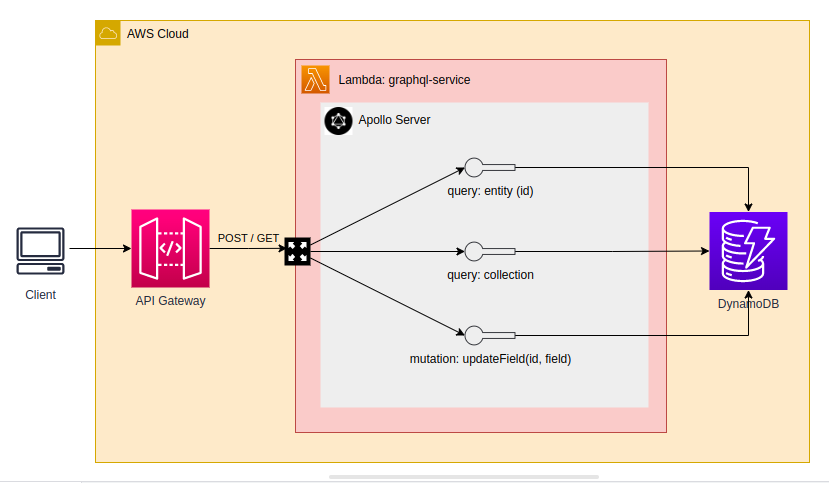 AWS Cloud
Lambda: graphql-service
Apollo Server
query: entity (id)
POST / GET
query: collection
Client
API Gateway
DynamoDB
mutation: updateField(id, field)